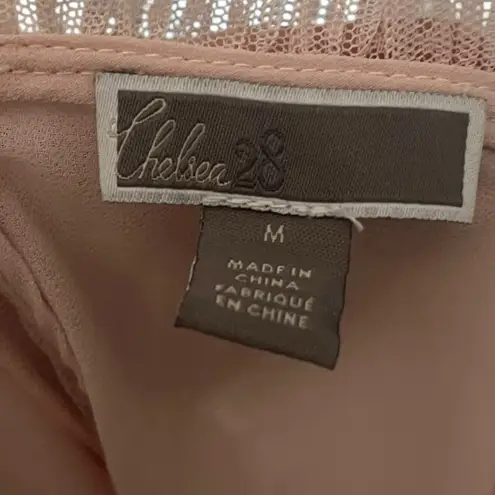 Chelsea28
M
MADE IN
CHINA
FABRIQUÉ
EN CHINE